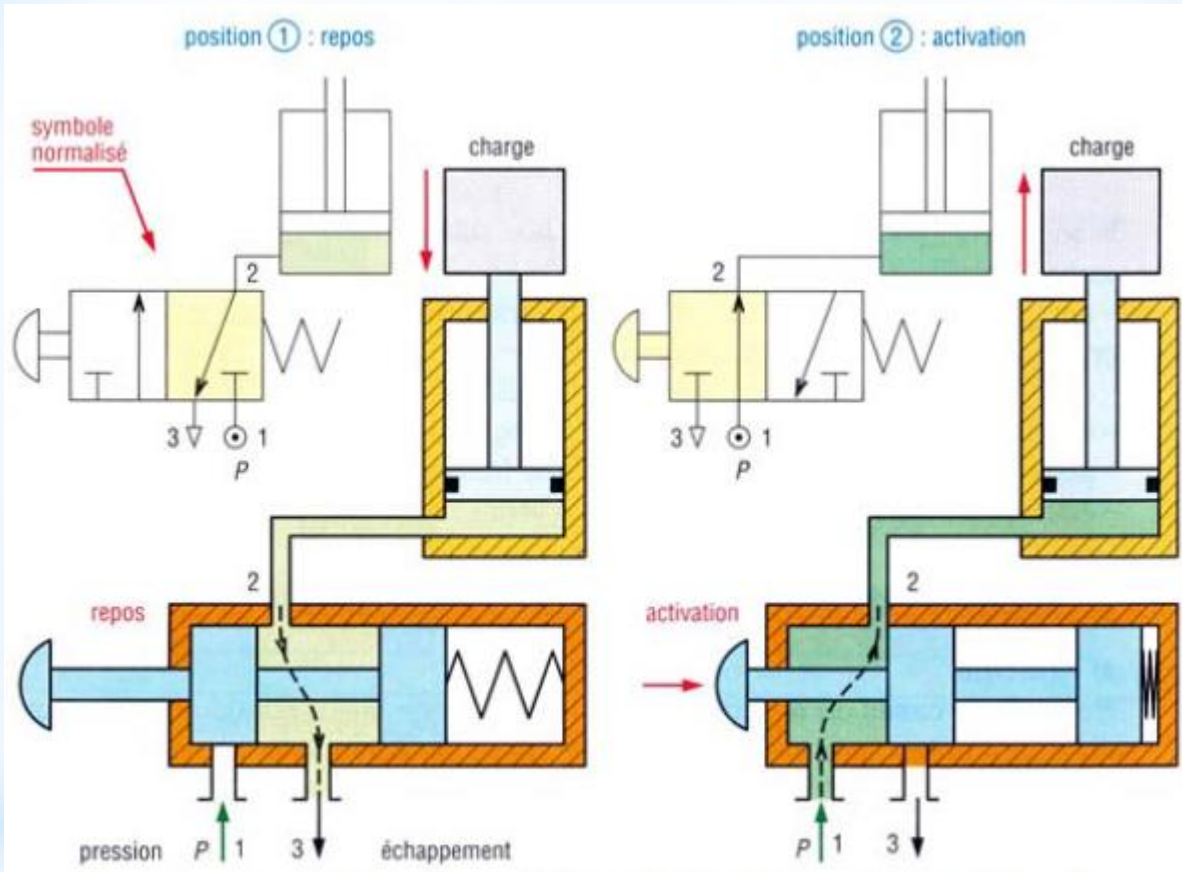 position 1 : repos
position 2 : activation
symbole
normalisé
charge
charge
2
2
3
1
P
3
1
P
2
2
repos
activation
pression P 1
3 échappement
P 1
3